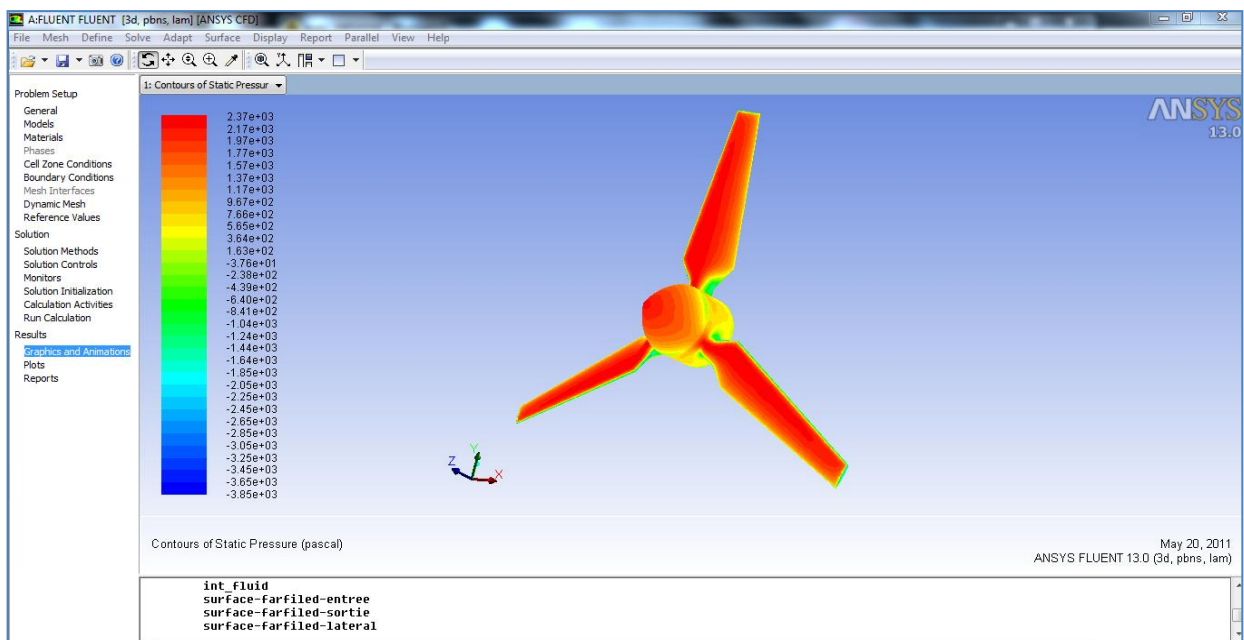 A:FLUENT FLUENT [3d, pbns, lam] [ANSYS CFD]
File Mesh Define Solve Adapt Surface Display Report Parallel View Help
1: Contours of Static Pressur
Problem Setup
General
Models
Materials
Phases
Cell Zone Conditions
Boundary Conditions
Mesh Interfaces
Dynamic Mesh
Reference Values
Solution
Solution Methods
Solution Controls
Monitors
Solution Initialization
Calculation Activities
Run Calculation
Results
Graphics and Animations
Plots
Reports
2.37e+03
2.17e+03
1.97e+03
1.77e+03
1.57e+03
1.37e+03
1.17e+03
9.67e+02
7.66e+02
5.65e+02
3.64e+02
1.63e+02
-3.76e+01
-2.38e+02
-4.39e+02
-6.40e+02
-8.41e+02
-1.04e+03
-1.24e+03
-1.44e+03
-1.64e+03
-1.85e+03
-2.05e+03
-2.25e+03
-2.45e+03
-2.65e+03
-2.85e+03
-3.05e+03
-3.25e+03
-3.45e+03
-3.65e+03
-3.85e+03
ANSYS
13.0
Y
Z
X
Contours of Static Pressure (pascal)
May 20, 2011
ANSYS FLUENT 13.0 (3d, pbns, lam)
int_fluid
surface-farfiled-entree
surface-farfiled-sortie
surface-farfiled-lateral